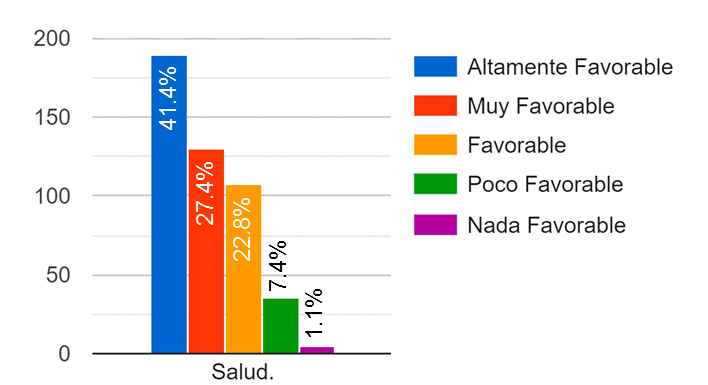 200
150
100
50
0
41.4%
27.4%
22.8%
7.4%
1.1%
Salud.
Altamente Favorable
Muy Favorable
Favorable
Poco Favorable
Nada Favorable